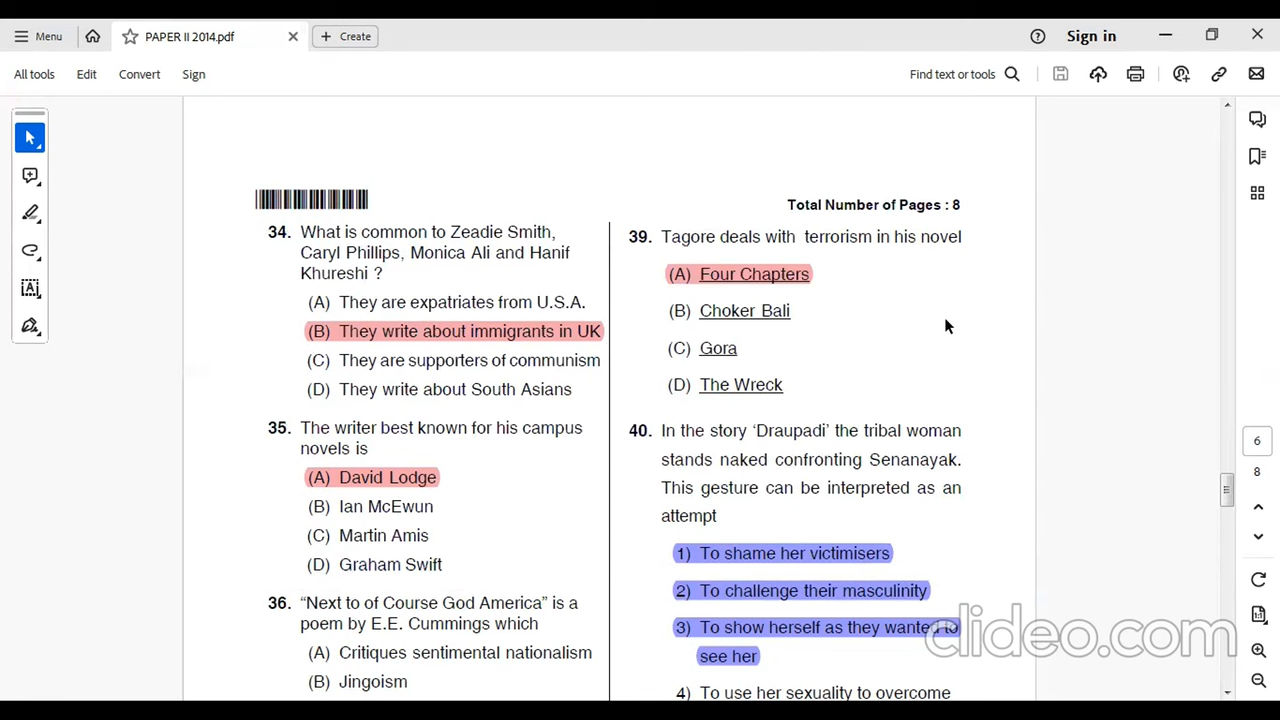 Menu
PAPER II 2014.pdf
Create
Sign in
All tools
Edit
Convert
Sign
Find text or tools
Total Number of Pages : 8
34. What is common to Zeadie Smith,
Caryl Phillips, Monica Ali and Hanif
Khureshi ?
(A) They are expatriates from U.S.A.
(B) They write about immigrants in UK
(C) They are supporters of communism
(D) They write about South Asians
35. The writer best known for his campus
novels is
(A) David Lodge
(B) Ian McEwun
(C) Martin Amis
(D) Graham Swift
36. “Next to of Course God America” is a
poem by E.E. Cummings which
(A) Critiques sentimental nationalism
(B) Jingoism
39. Tagore deals with terrorism in his novel
(A) Four Chapters
(B) Choker Bali
(C) Gora
(D) The Wreck
40. In the story ‘Draupadi’ the tribal woman
stands naked confronting Senanayak.
This gesture can be interpreted as an
attempt
1) To shame her victimisers
2) To challenge their masculinity
3) To show herself as they wanted to
see her
4) To use her sexuality to overcome
6
8
clideo.com